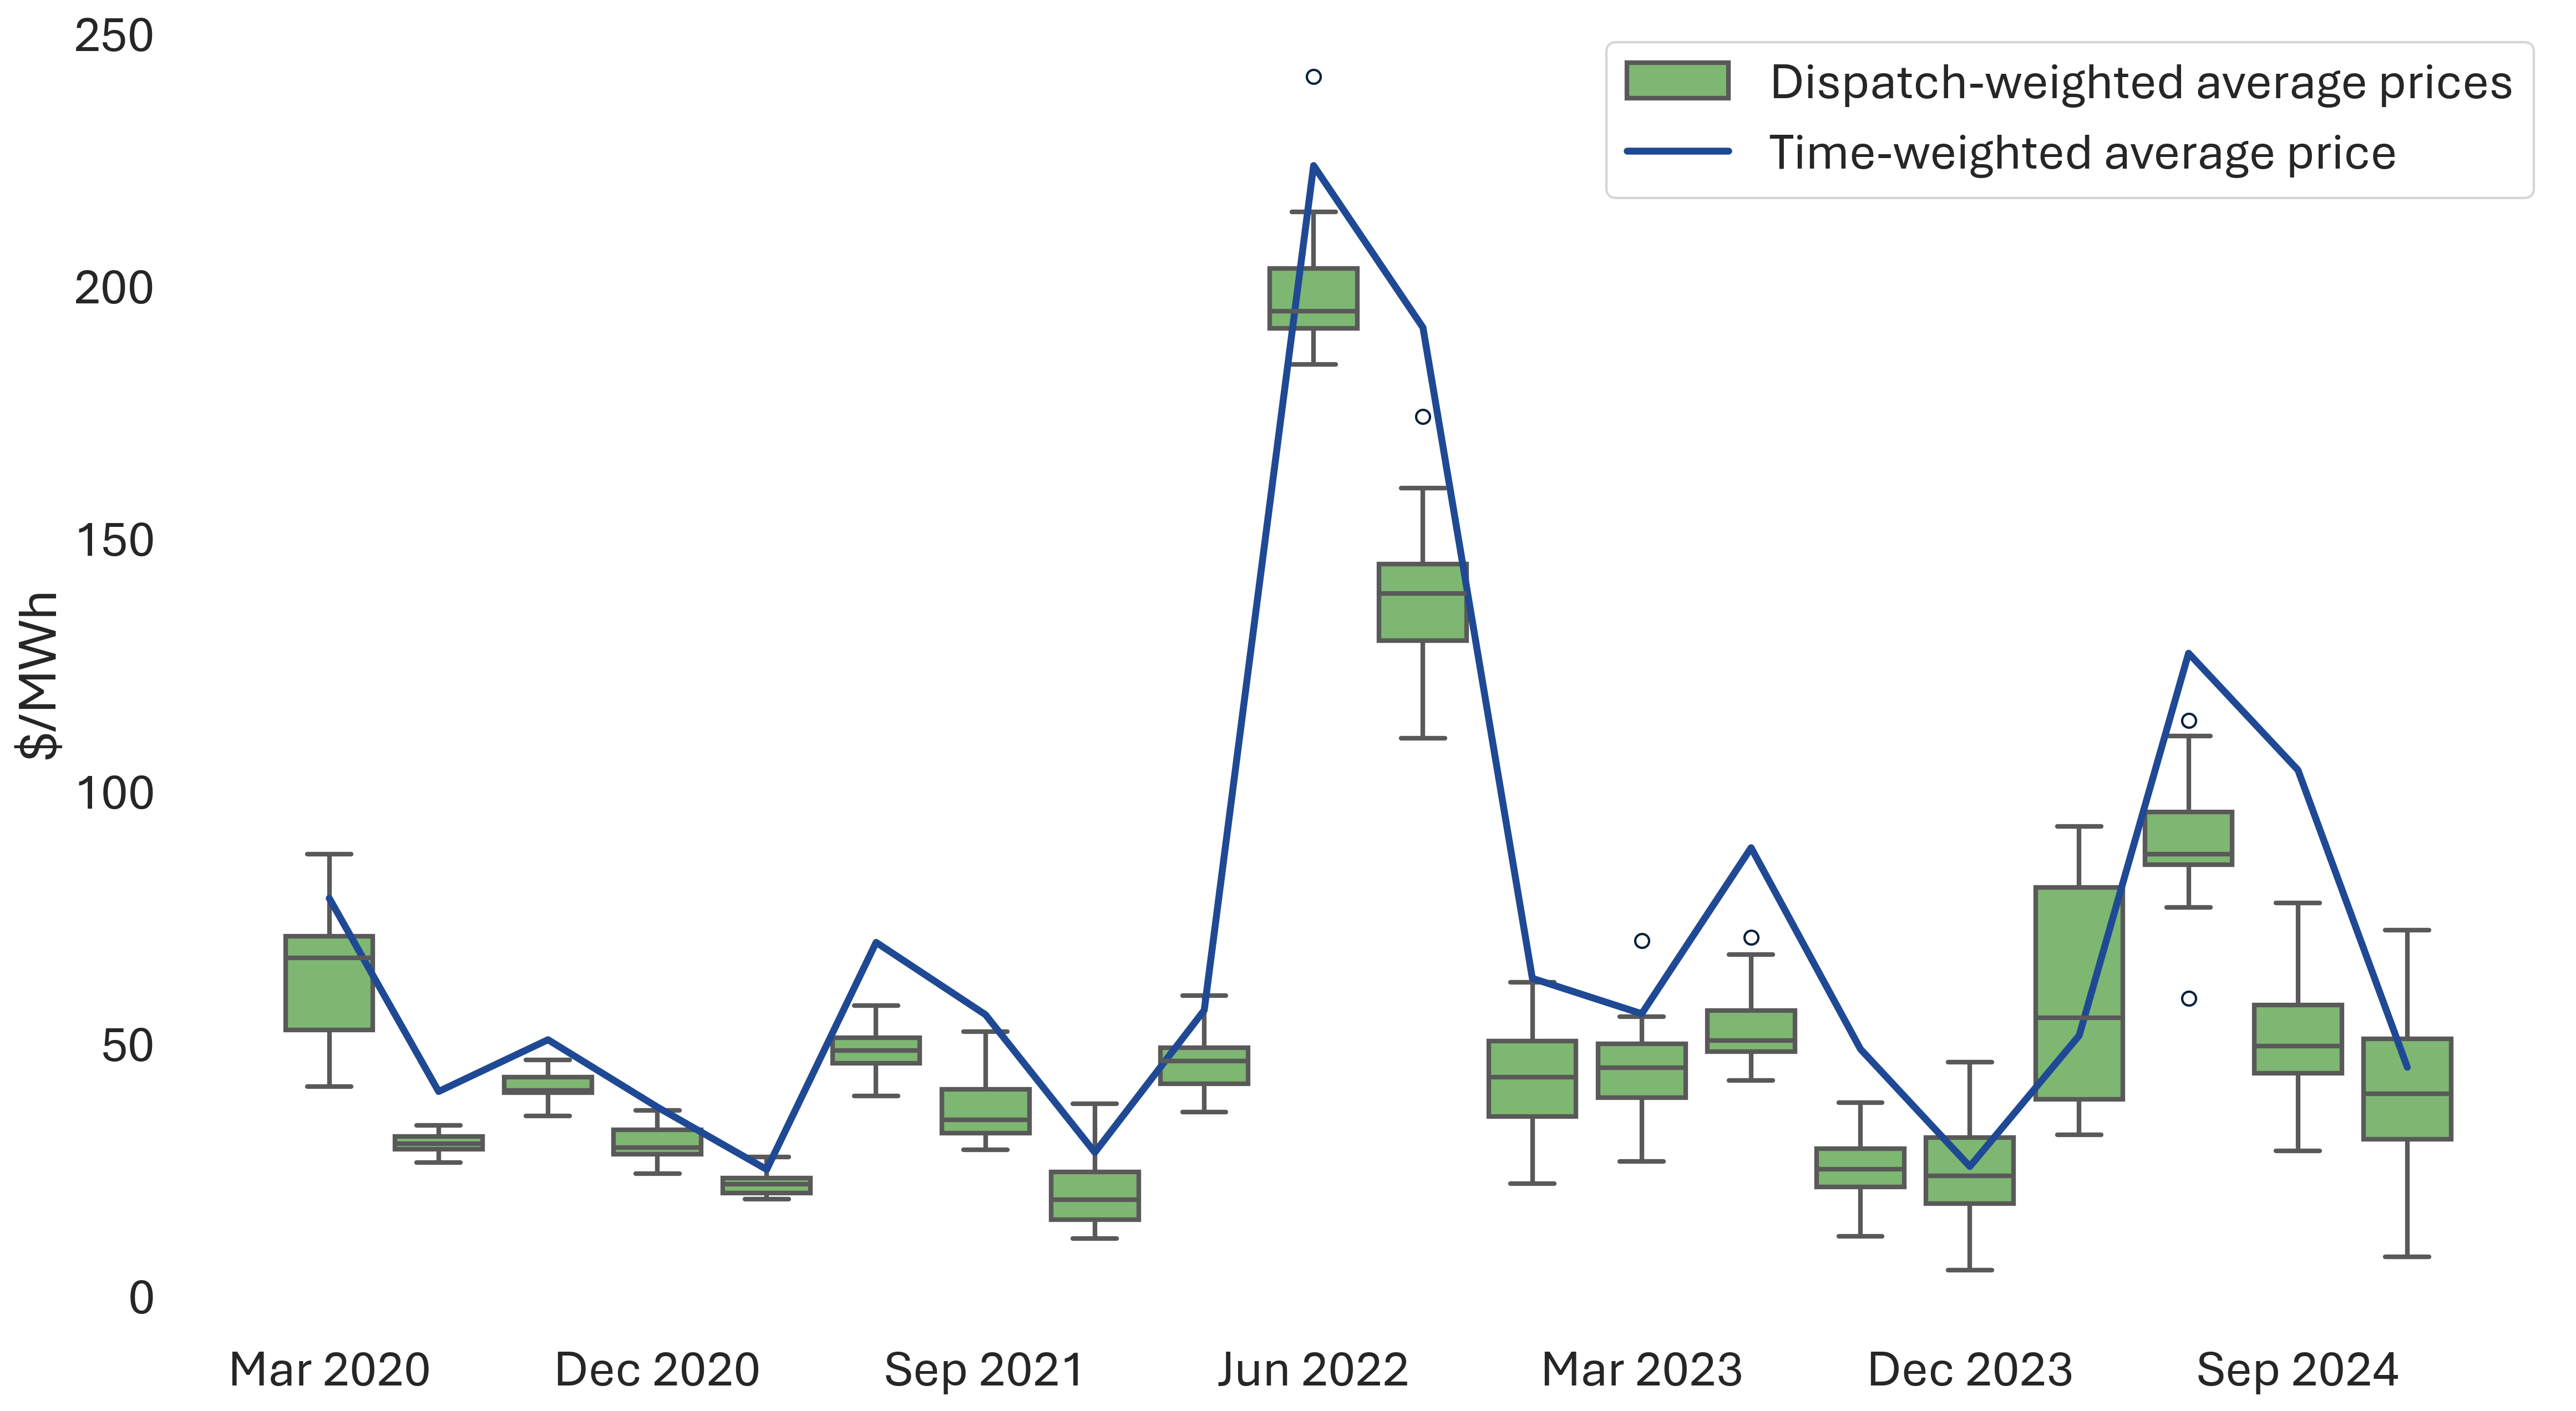 250
200
150
100
50
0
$/MWh
Dispatch-weighted average prices
Time-weighted average price
Mar 2020
Dec 2020
Sep 2021
Jun 2022
Mar 2023
Dec 2023
Sep 2024